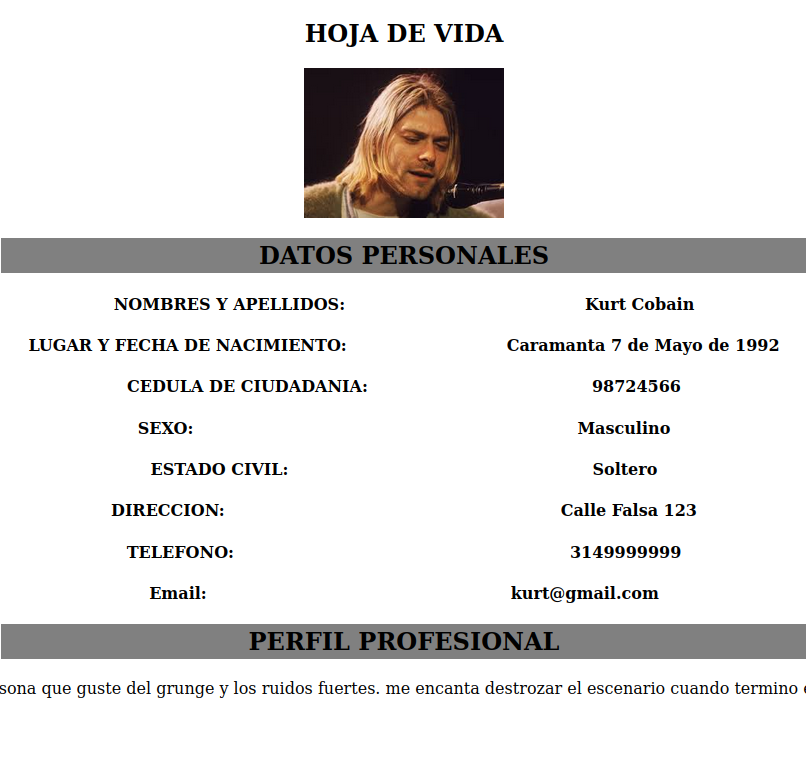 HOJA DE VIDA
DATOS PERSONALES
NOMBRES Y APELLIDOS: Kurt Cobain
LUGAR Y FECHA DE NACIMIENTO: Caramanta 7 de Mayo de 1992
CEDULA DE CIUDADANIA: 98724566
SEXO: Masculino
ESTADO CIVIL: Soltero
DIRECCION: Calle Falsa 123
TELEFONO: 3149999999
Email: kurt@gmail.com
PERFIL PROFESIONAL
sona que guste del grunge y los ruidos fuertes. me encanta destrozar el escenario cuando termino